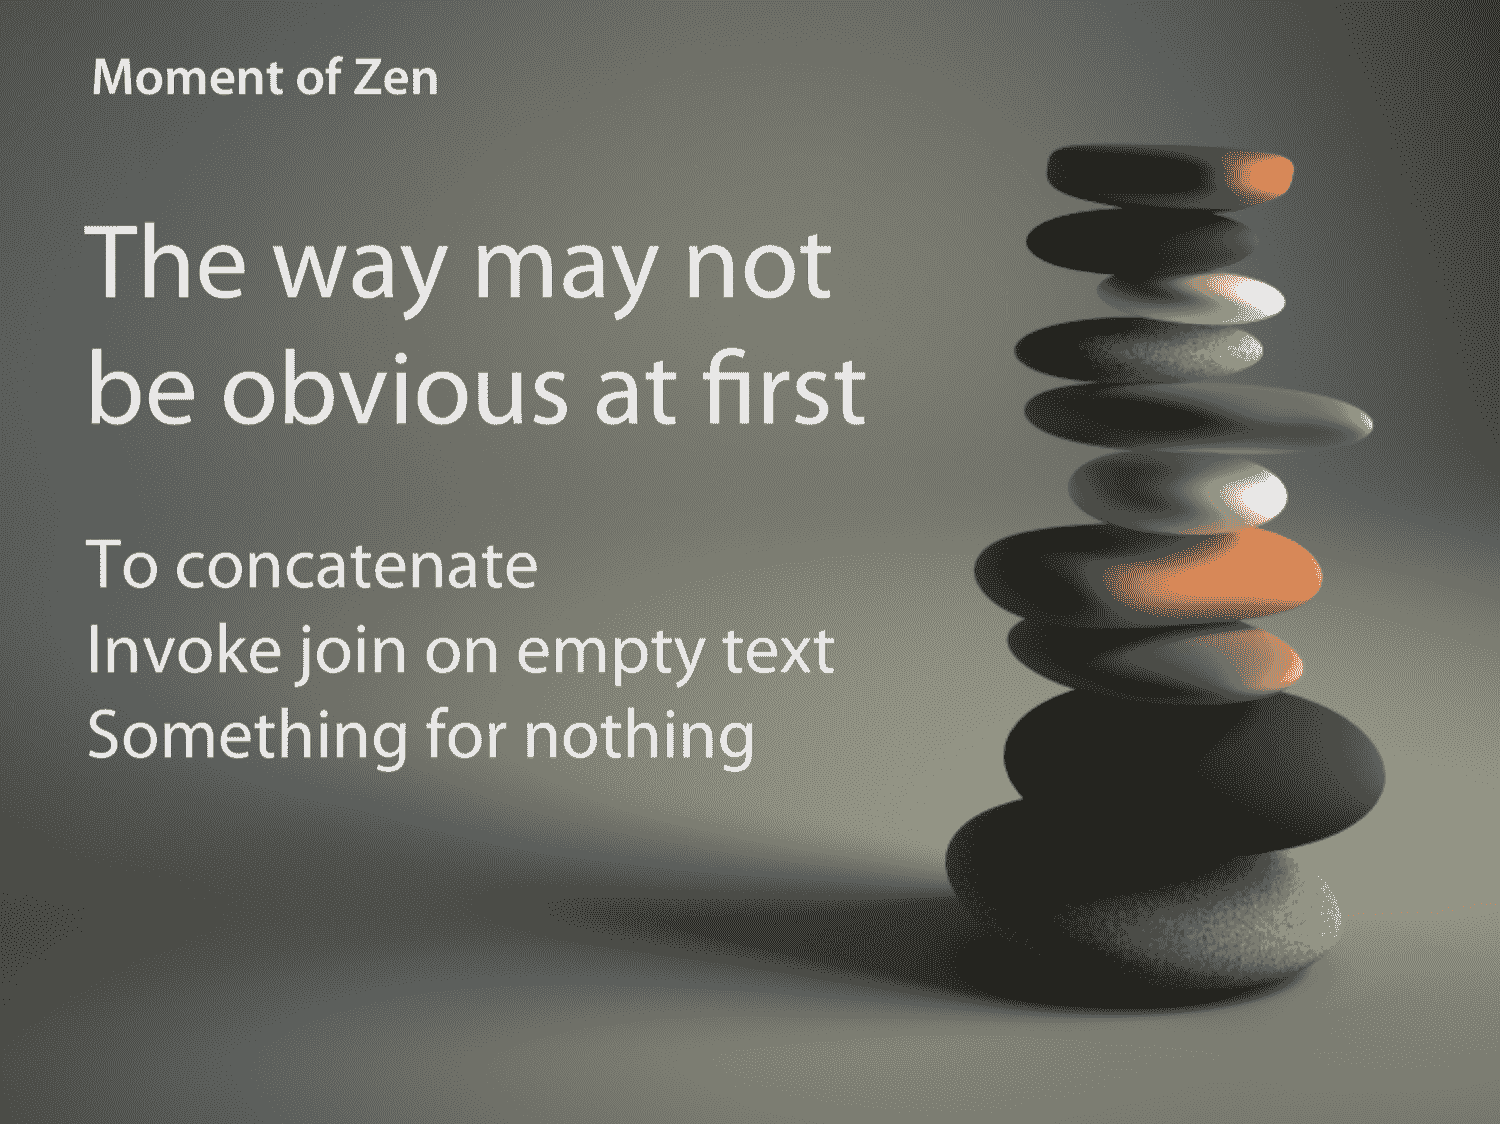 Moment of Zen
The way may not
be obvious at first
To concatenate
Invoke join on empty text
Something for nothing